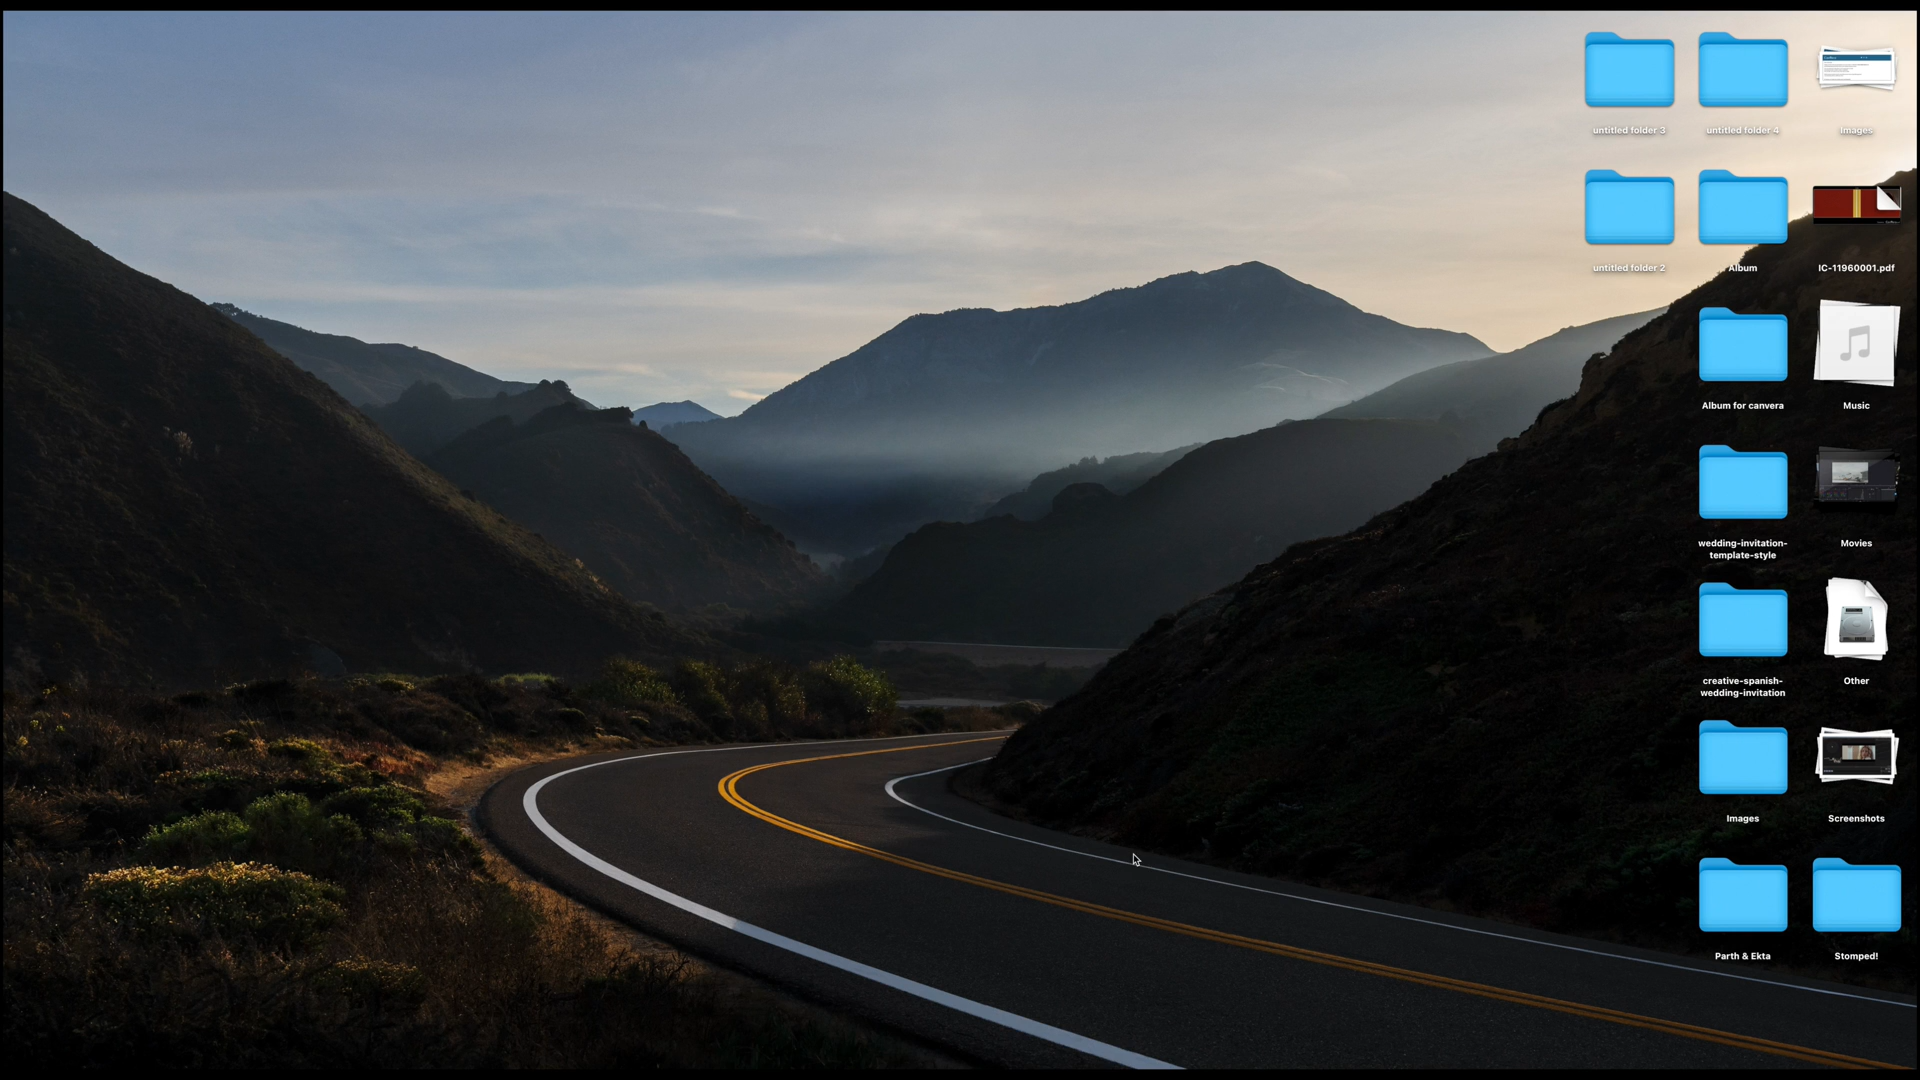 untitled folder 3
untitled folder 4
Images
untitled folder 2
Album
IC-11960001.pdf
Album for canvera
Music
wedding-invitation-
template-style
Movies
creative-spanish-
wedding-invitation
Other
Images
Screenshots
Parth & Ekta
Stomped!